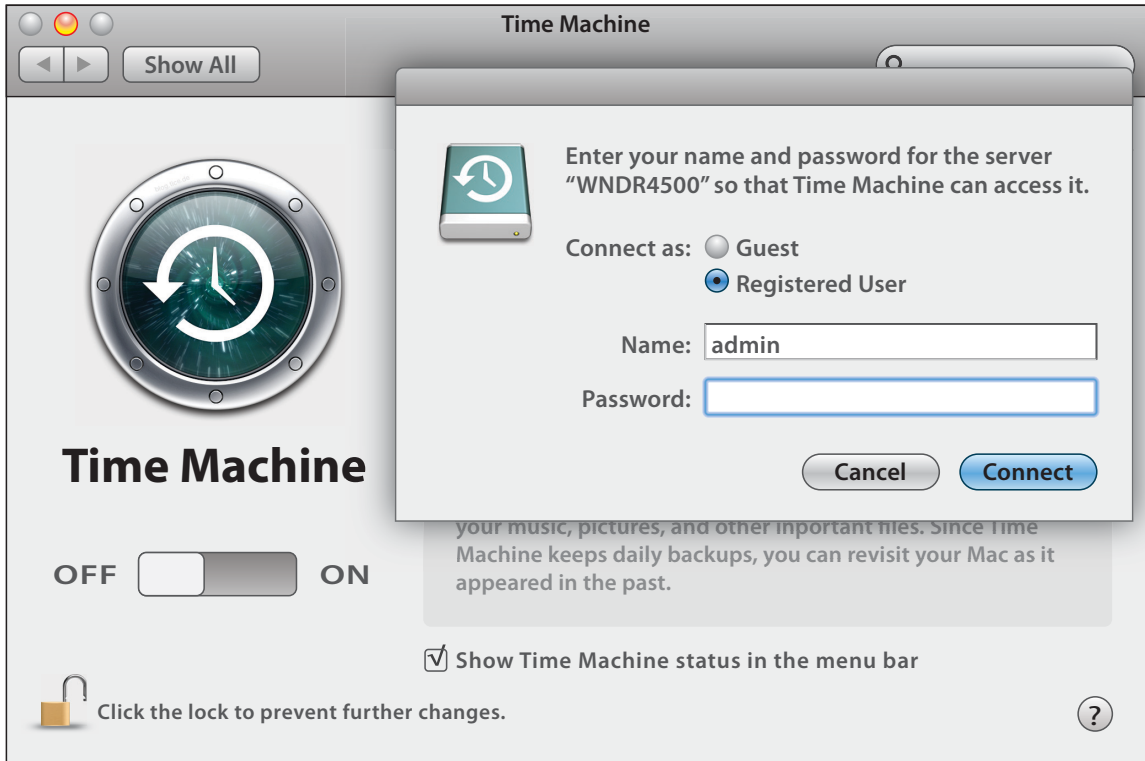 Time Machine
Show All
Enter your name and password for the server
“WNDR4500” so that Time Machine can access it.
Connect as:
Guest
Registered User
Name: admin
Password:
Cancel
Connect
Time Machine
OFF
ON
your music, pictures, and other inportant files. Since Time
Machine keeps daily backups, you can revisit your Mac as it
appeared in the past.
Show Time Machine status in the menu bar
Click the lock to prevent further changes.
?